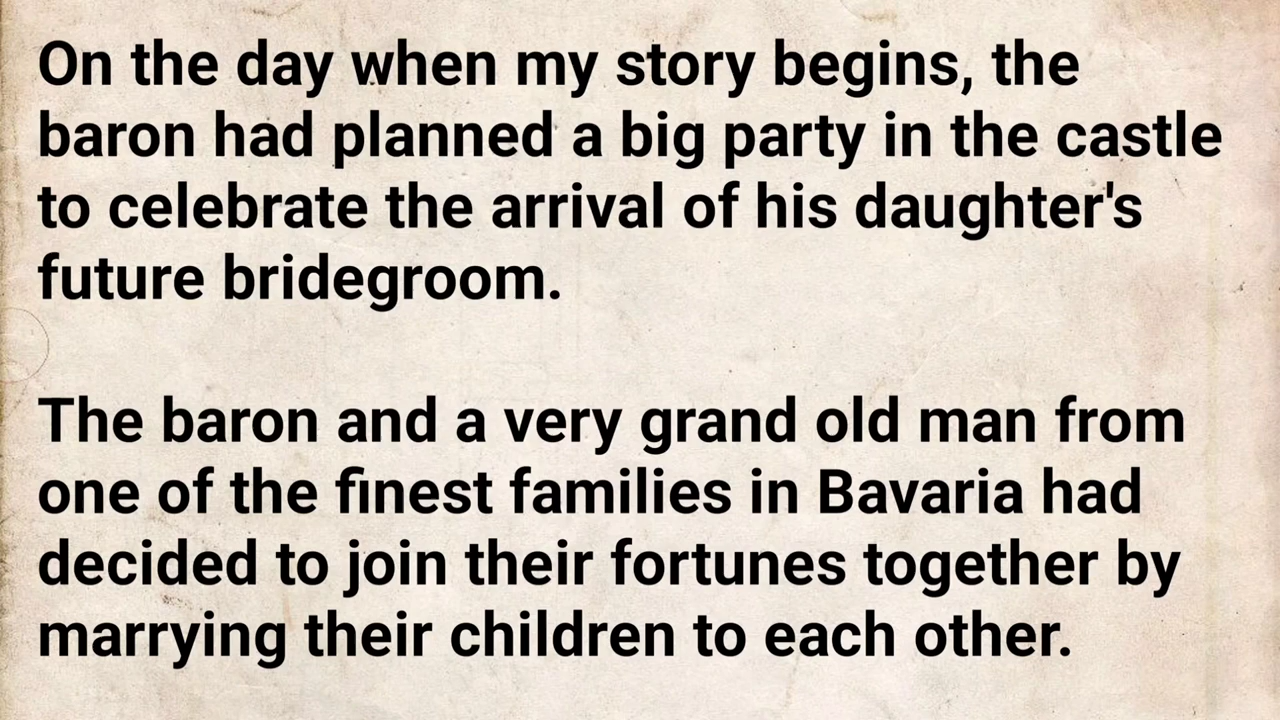 On the day when my story begins, the
baron had planned a big party in the castle
to celebrate the arrival of his daughter's
future bridegroom.
The baron and a very grand old man from
one of the finest families in Bavaria had
decided to join their fortunes together by
marrying their children to each other.